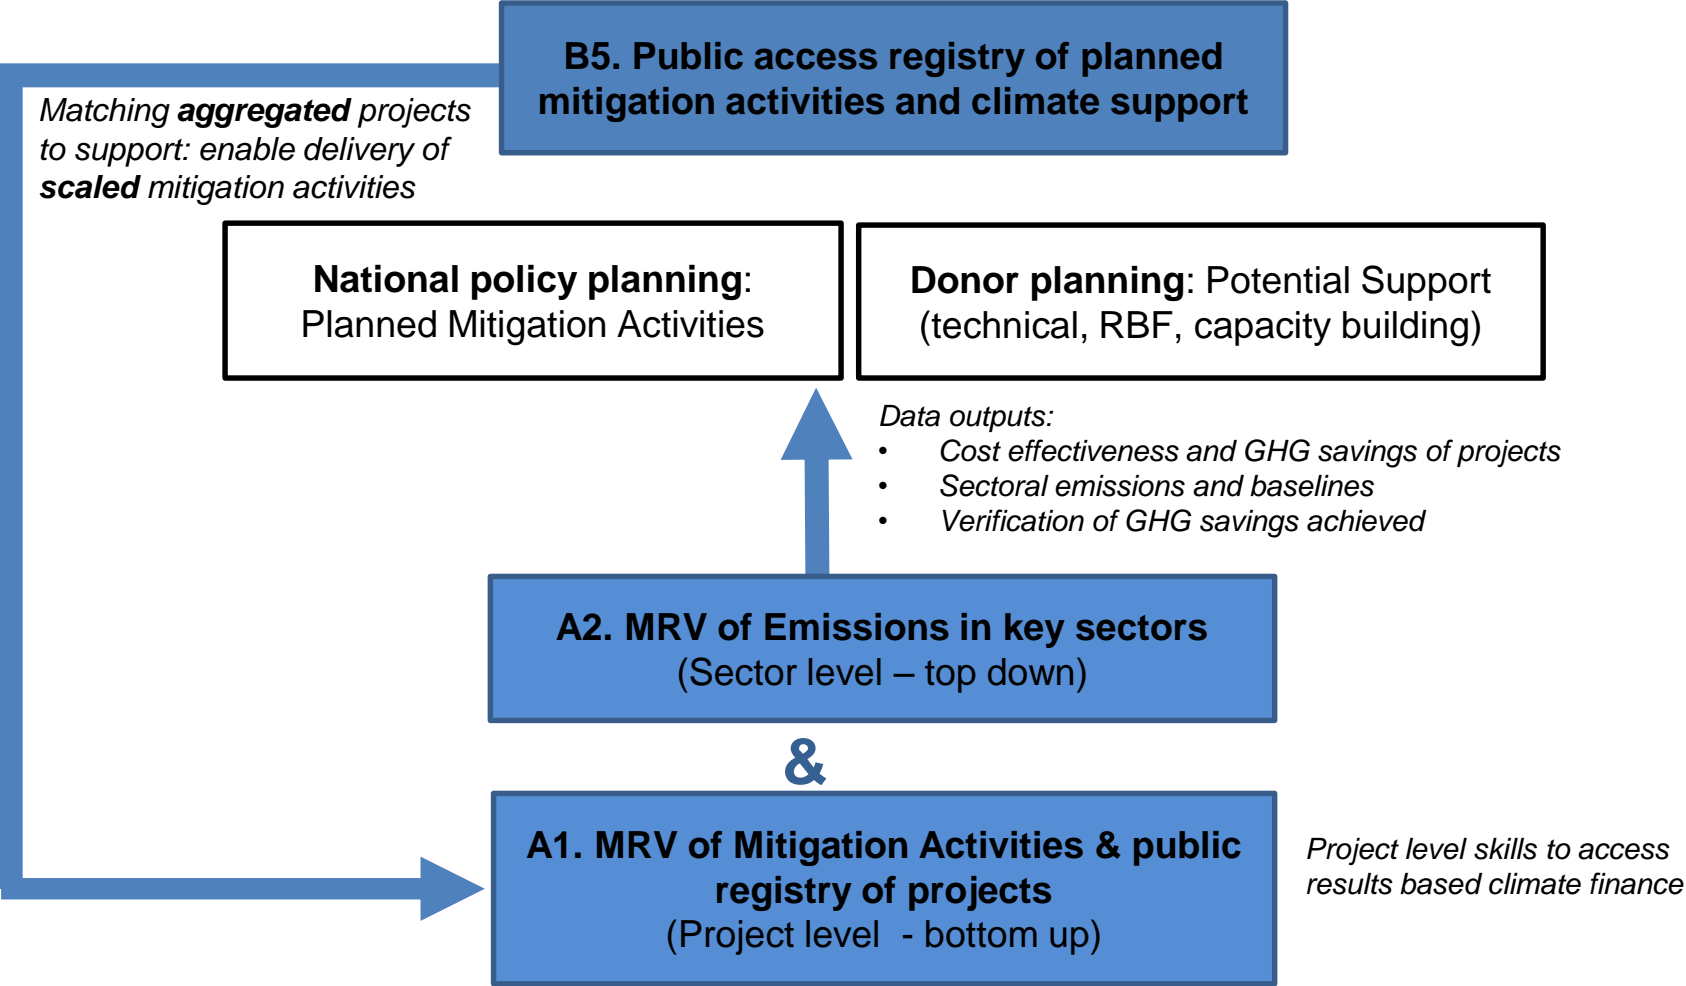 B5. Public access registry of planned
mitigation activities and climate support
Matching aggregated projects
to support: enable delivery of
scaled mitigation activities
National policy planning:
Planned Mitigation Activities
Donor planning: Potential Support
(technical, RBF, capacity building)
Data outputs:
• Cost effectiveness and GHG savings of projects
• Sectoral emissions and baselines
• Verification of GHG savings achieved
A2. MRV of Emissions in key sectors
(Sector level – top down)
&
A1. MRV of Mitigation Activities & public
registry of projects
(Project level - bottom up)
Project level skills to access
results based climate finance